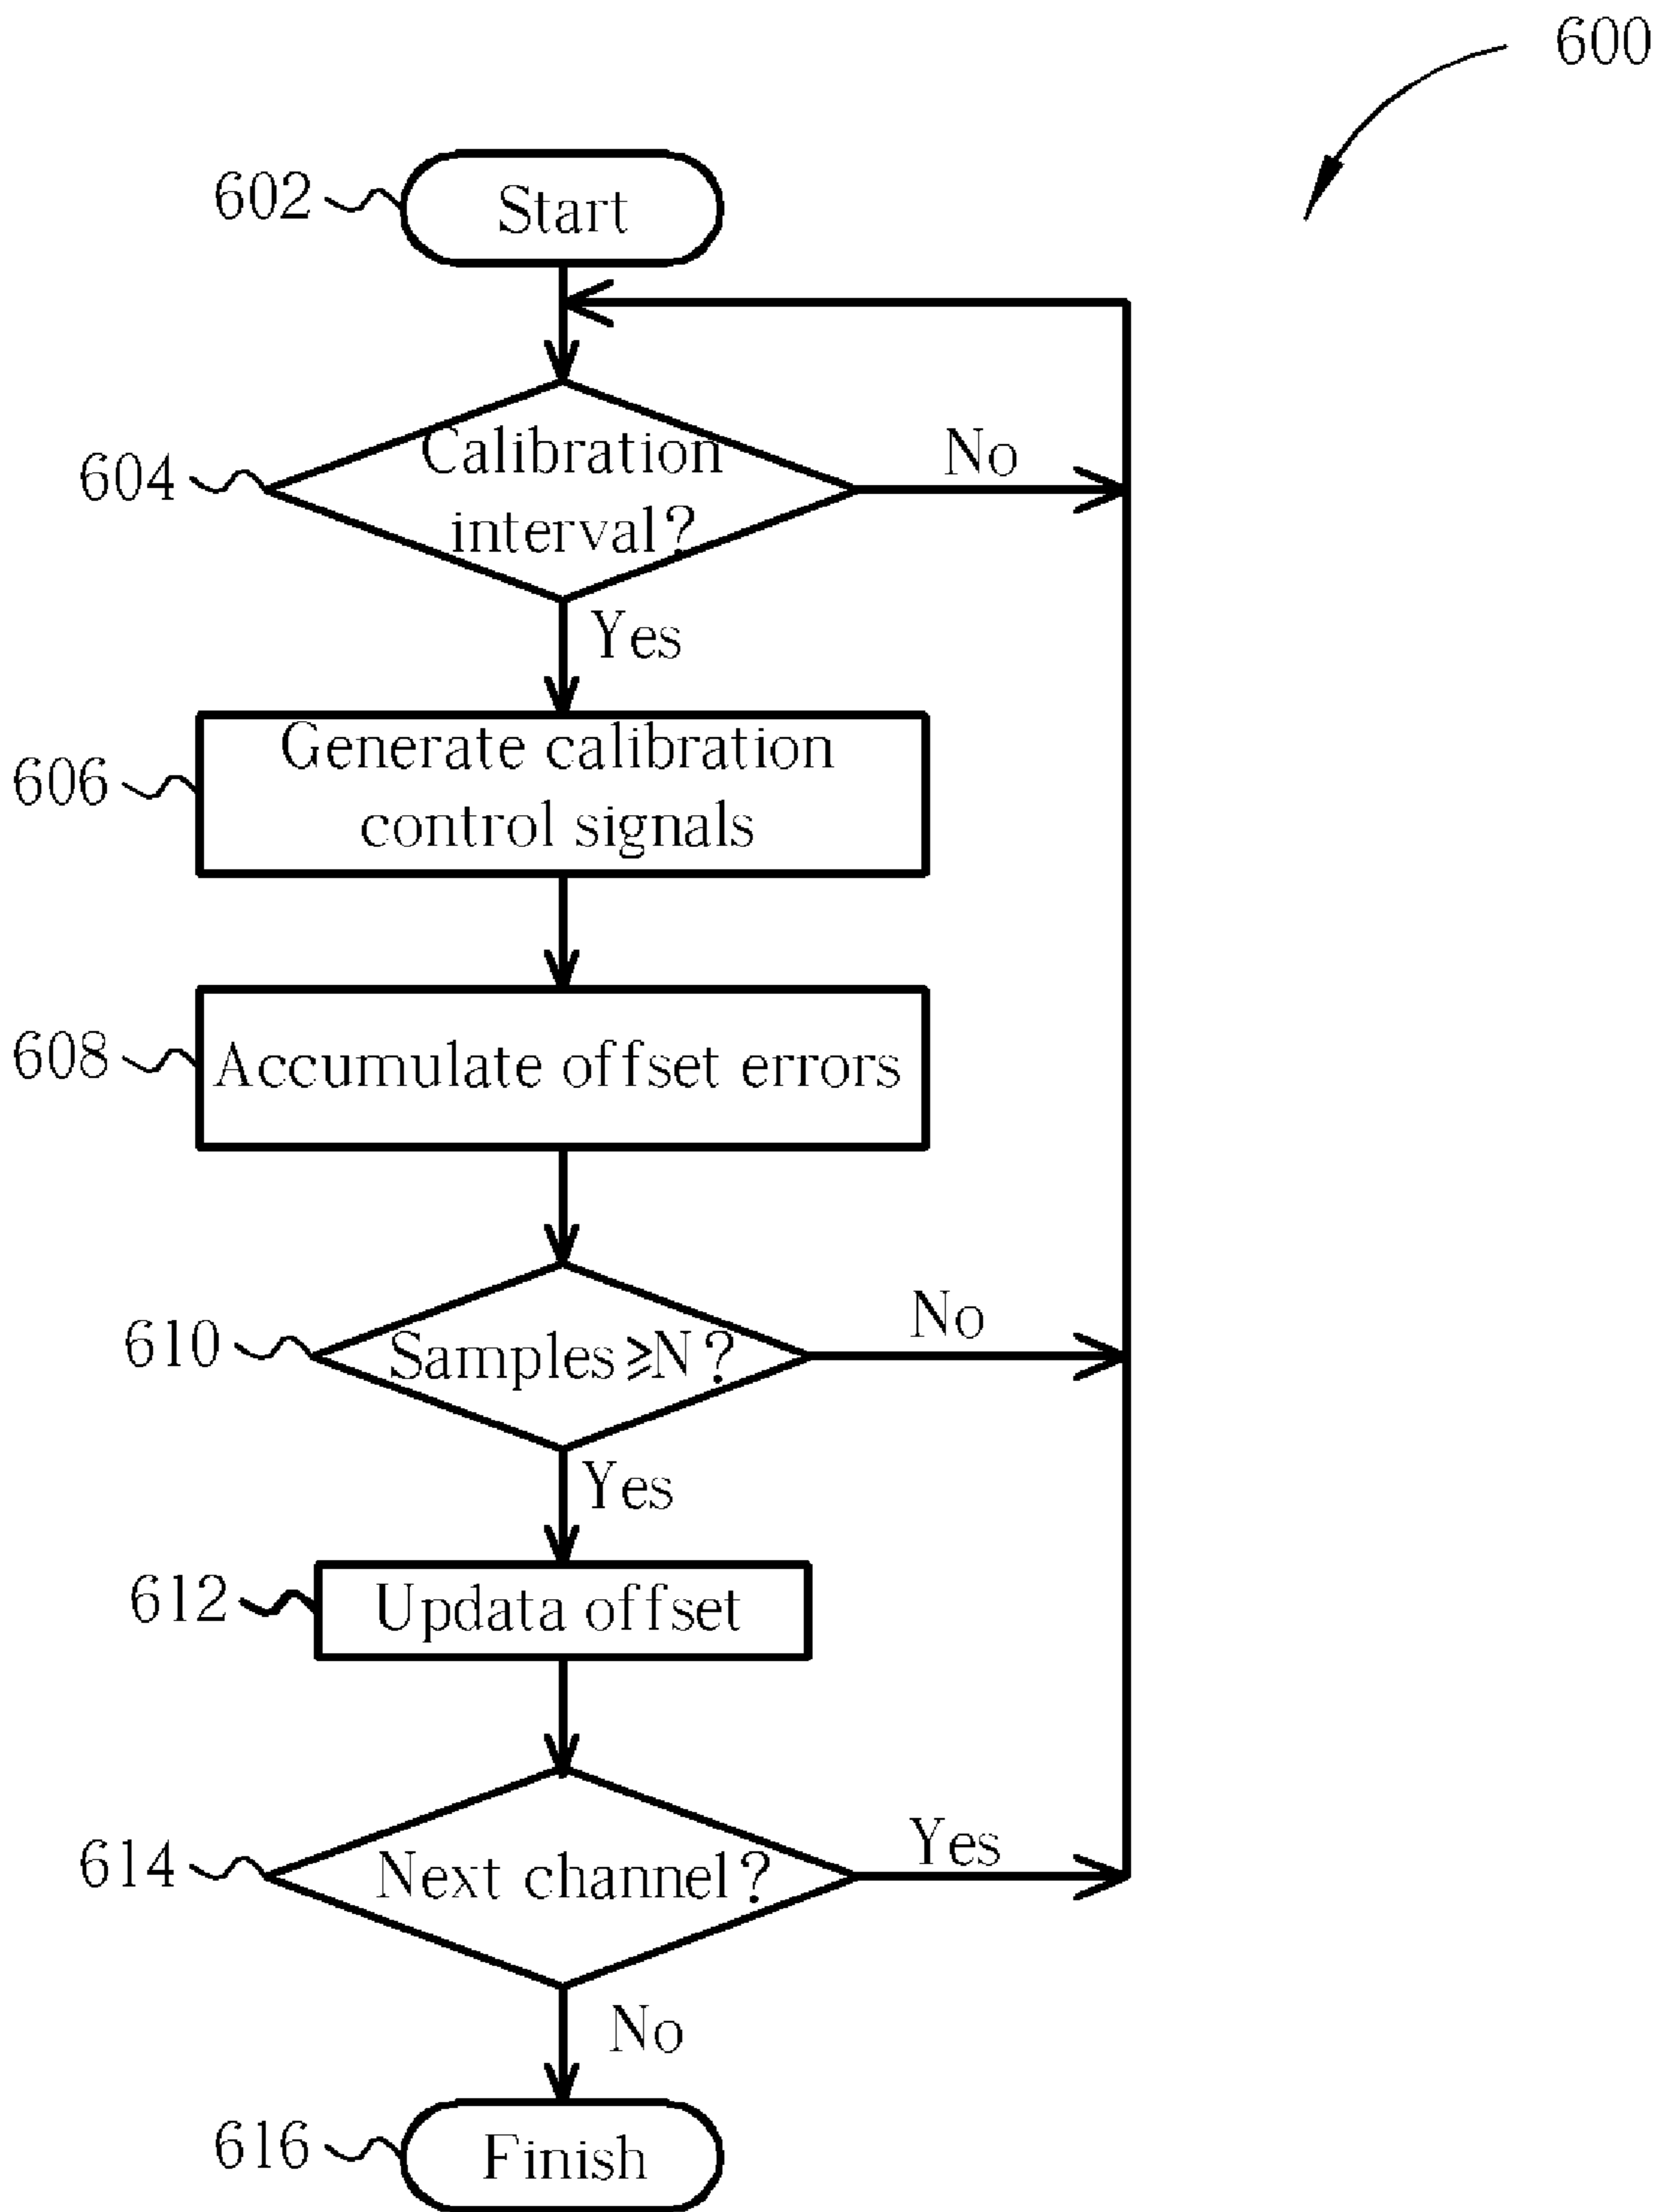 600
602
Start
604
Calibration
interval?
No
Yes
606
Generate calibration
control signals
608
Accumulate offset errors
610
Samples≥N?
No
Yes
612
Updata offset
614
Next channel?
Yes
No
616
Finish